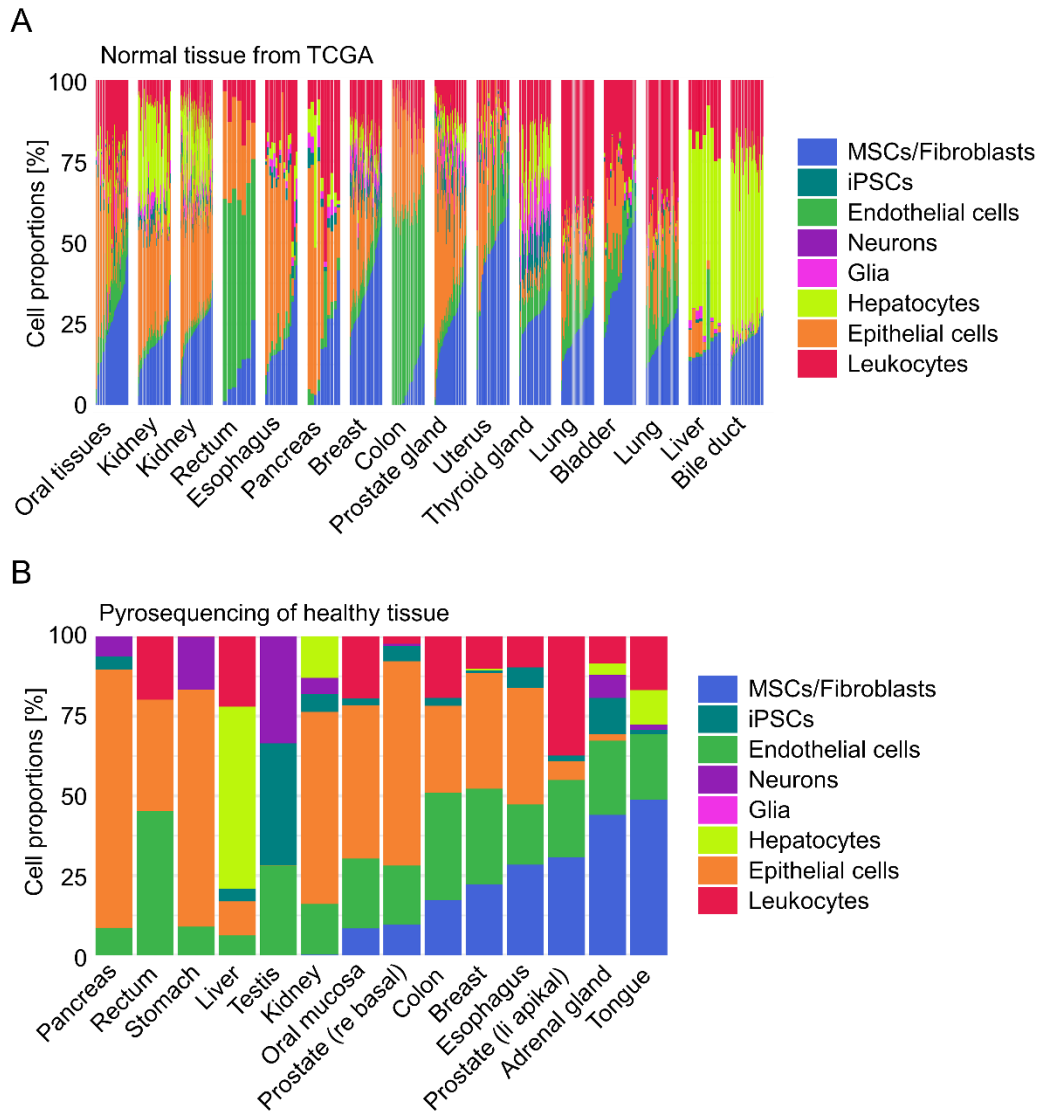 A
Normal tissue from TCGA
Cell proportions [%]
100
75
50
25
0
Oral tissues
Kidney
Kidney
Rectum
Esophagus
Pancreas
Breast
Colon
Prostate gland
Uterus
Thyroid gland
Lung
Bladder
Lung
Liver
Bile duct
MSCs/Fibroblasts
iPSCs
Endothelial cells
Neurons
Glia
Hepatocytes
Epithelial cells
Leukocytes
B
Pyrosequencing of healthy tissue
Cell proportions [%]
100
75
50
25
0
Pancreas
Rectum
Stomach
Liver
Testis
Kidney
Oral mucosa
Prostate (re basal)
Colon
Breast
Esophagus
Prostate (li apikal)
Adrenal gland
Tongue
MSCs/Fibroblasts
iPSCs
Endothelial cells
Neurons
Glia
Hepatocytes
Epithelial cells
Leukocytes